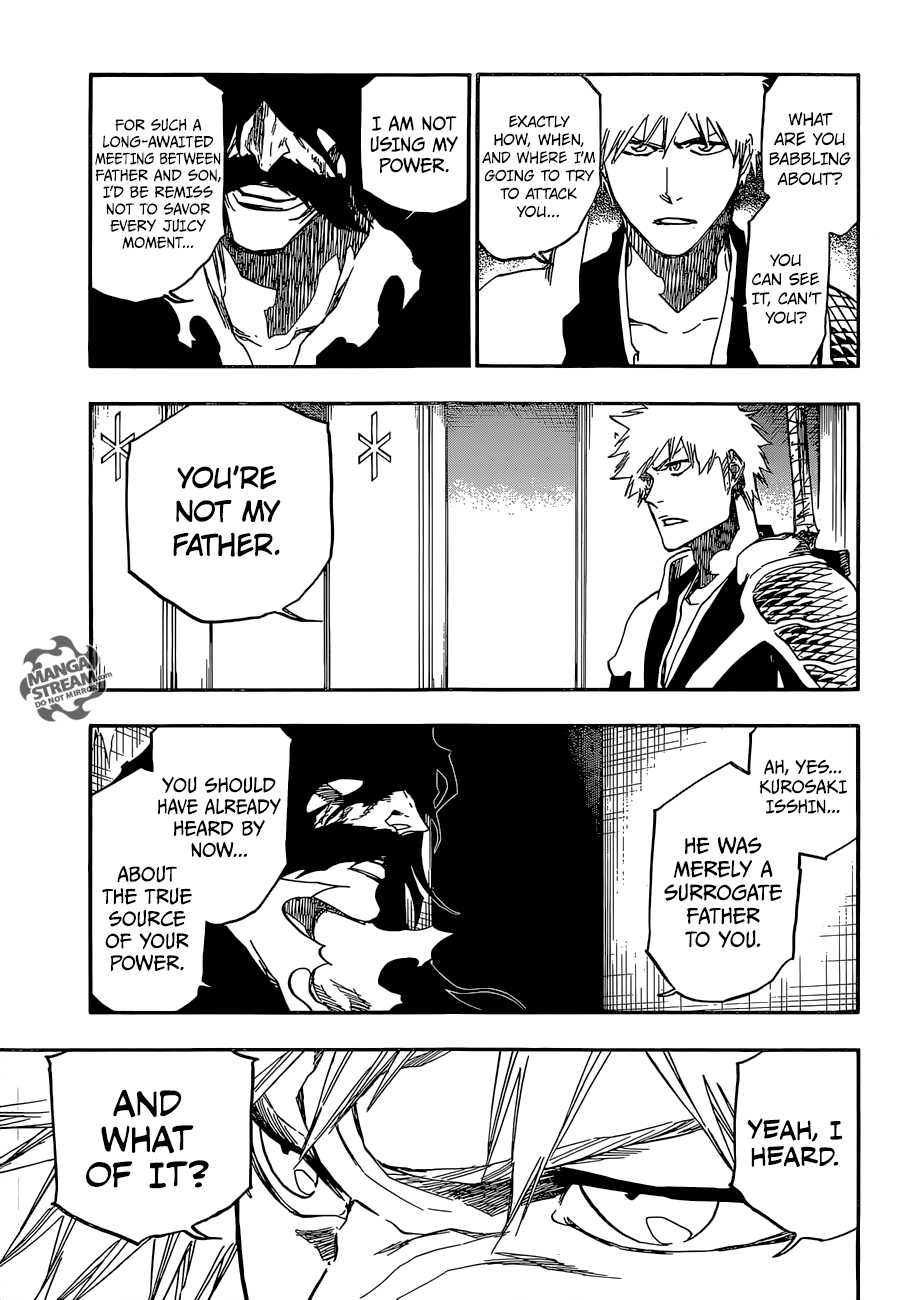 WHAT
ARE YOU
BABBLING
ABOUT?
YOU
CAN SEE
IT, CAN'T
YOU?
EXACTLY
HOW, WHEN,
AND WHERE I'M
GOING TO TRY
TO ATTACK
YOU...
I AM NOT
USING MY
POWER.
FOR SUCH A
LONG-AWAITED
MEETING BETWEEN
FATHER AND SON,
I'D BE REMISS
NOT TO SAVOR
EVERY JUICY
MOMENT...
YOU'RE
NOT MY
FATHER.
MANGA
STREAM.com
DO NOT MIRROR
AH, YES...
KUROSAKI
ISSHIN...
HE WAS
MERELY A
SURROGATE
FATHER
TO YOU.
YOU SHOULD
HAVE ALREADY
HEARD BY
NOW...
ABOUT
THE TRUE
SOURCE
OF YOUR
POWER.
YEAH, I
HEARD.
AND
WHAT
OF IT?